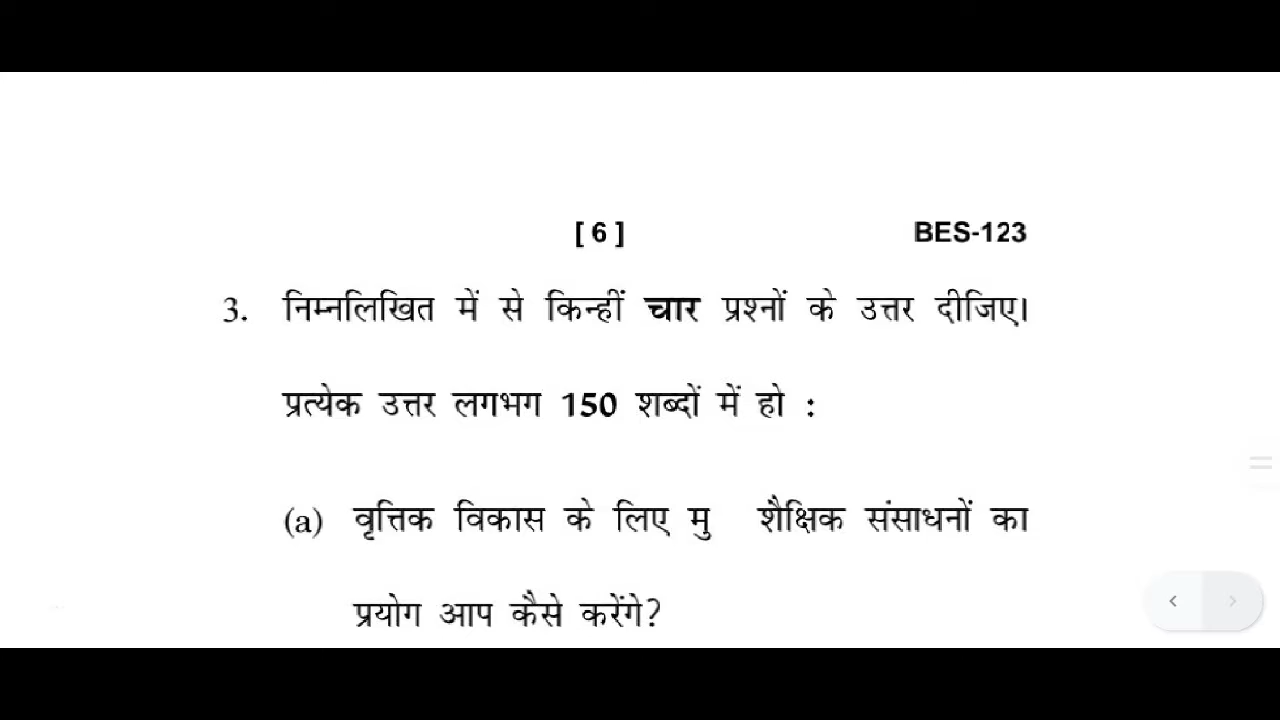 [ 6 ] BES-123
3. निम्नलिखित में से किन्हीं चार प्रश्नों के उत्तर दीजिए।
प्रत्येक उत्तर लगभग 150 शब्दों में हो :
(a) वृत्तिक विकास के लिए मु शैक्षिक संसाधनों का
प्रयोग आप कैसे करेंगे?